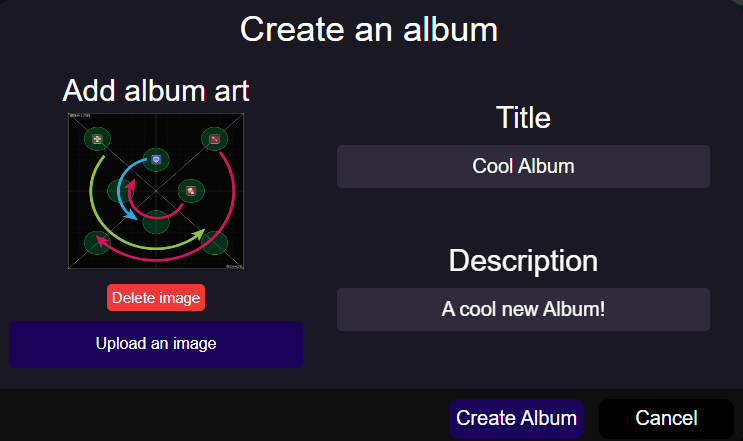 Create an album
Add album art
Title
Cool Album
Description
A cool new Album!
Delete image
Upload an image
Create Album
Cancel